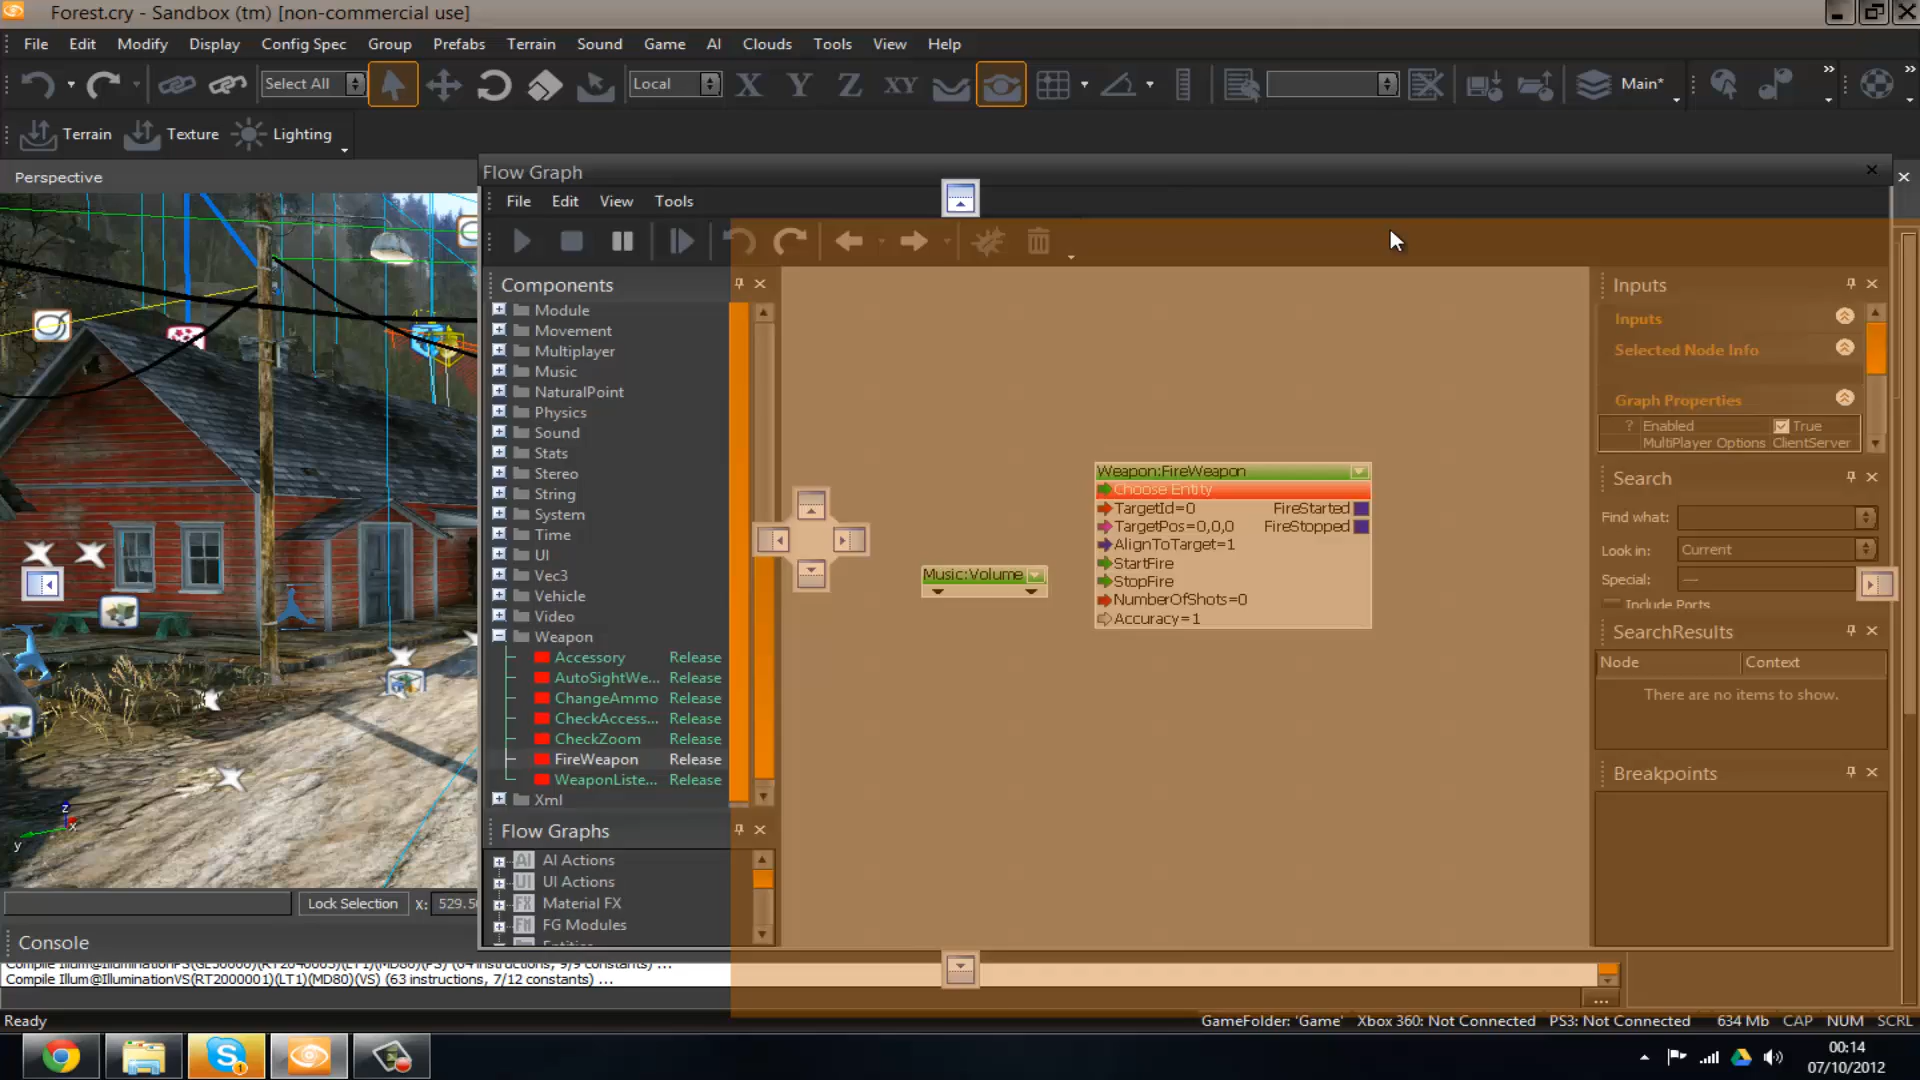 Forest.cry - Sandbox (tm) [non-commercial use]
File Edit Modify Display Config Spec Group Prefabs Terrain Sound Game AI Clouds Tools View Help
Select All Local X Y Z XY Main*
Terrain Texture Lighting
Perspective
Flow Graph
File Edit View Tools
Components
Module
Movement
Multiplayer
Music
NaturalPoint
Physics
Sound
Stats
Stereo
String
System
Time
UI
Vec3
Vehicle
Video
Weapon
Accessory Release
AutoSightWe... Release
ChangeAmmo Release
CheckAccess... Release
CheckZoom Release
FireWeapon Release
WeaponListe... Release
Xml
Flow Graphs
AI AI Actions
UI UI Actions
FX Material FX
FM FG Modules
Music:Volume
Weapon:FireWeapon
Choose Entity
TargetId=0 FireStarted
TargetPos=0,0,0 FireStopped
AlignToTarget=1
StartFire
StopFire
NumberOfShots=0
Accuracy=1
Inputs
Inputs
Selected Node Info
Graph Properties
? Enabled True
MultiPlayer Options ClientServer
Search
Find what:
Look in: Current
Special: —
Include Ports
SearchResults
Node Context
There are no items to show.
Breakpoints
z
x
y
Lock Selection X: 529.5
Console
Compile Illum@IlluminationVS(RT2000001)(LT1)(MD80)(VS) (63 instructions, 7/12 constants) ...
...
Ready
GameFolder: 'Game' Xbox 360: Not Connected PS3: Not Connected 634 Mb CAP NUM SCRL
1
00:14
07/10/2012